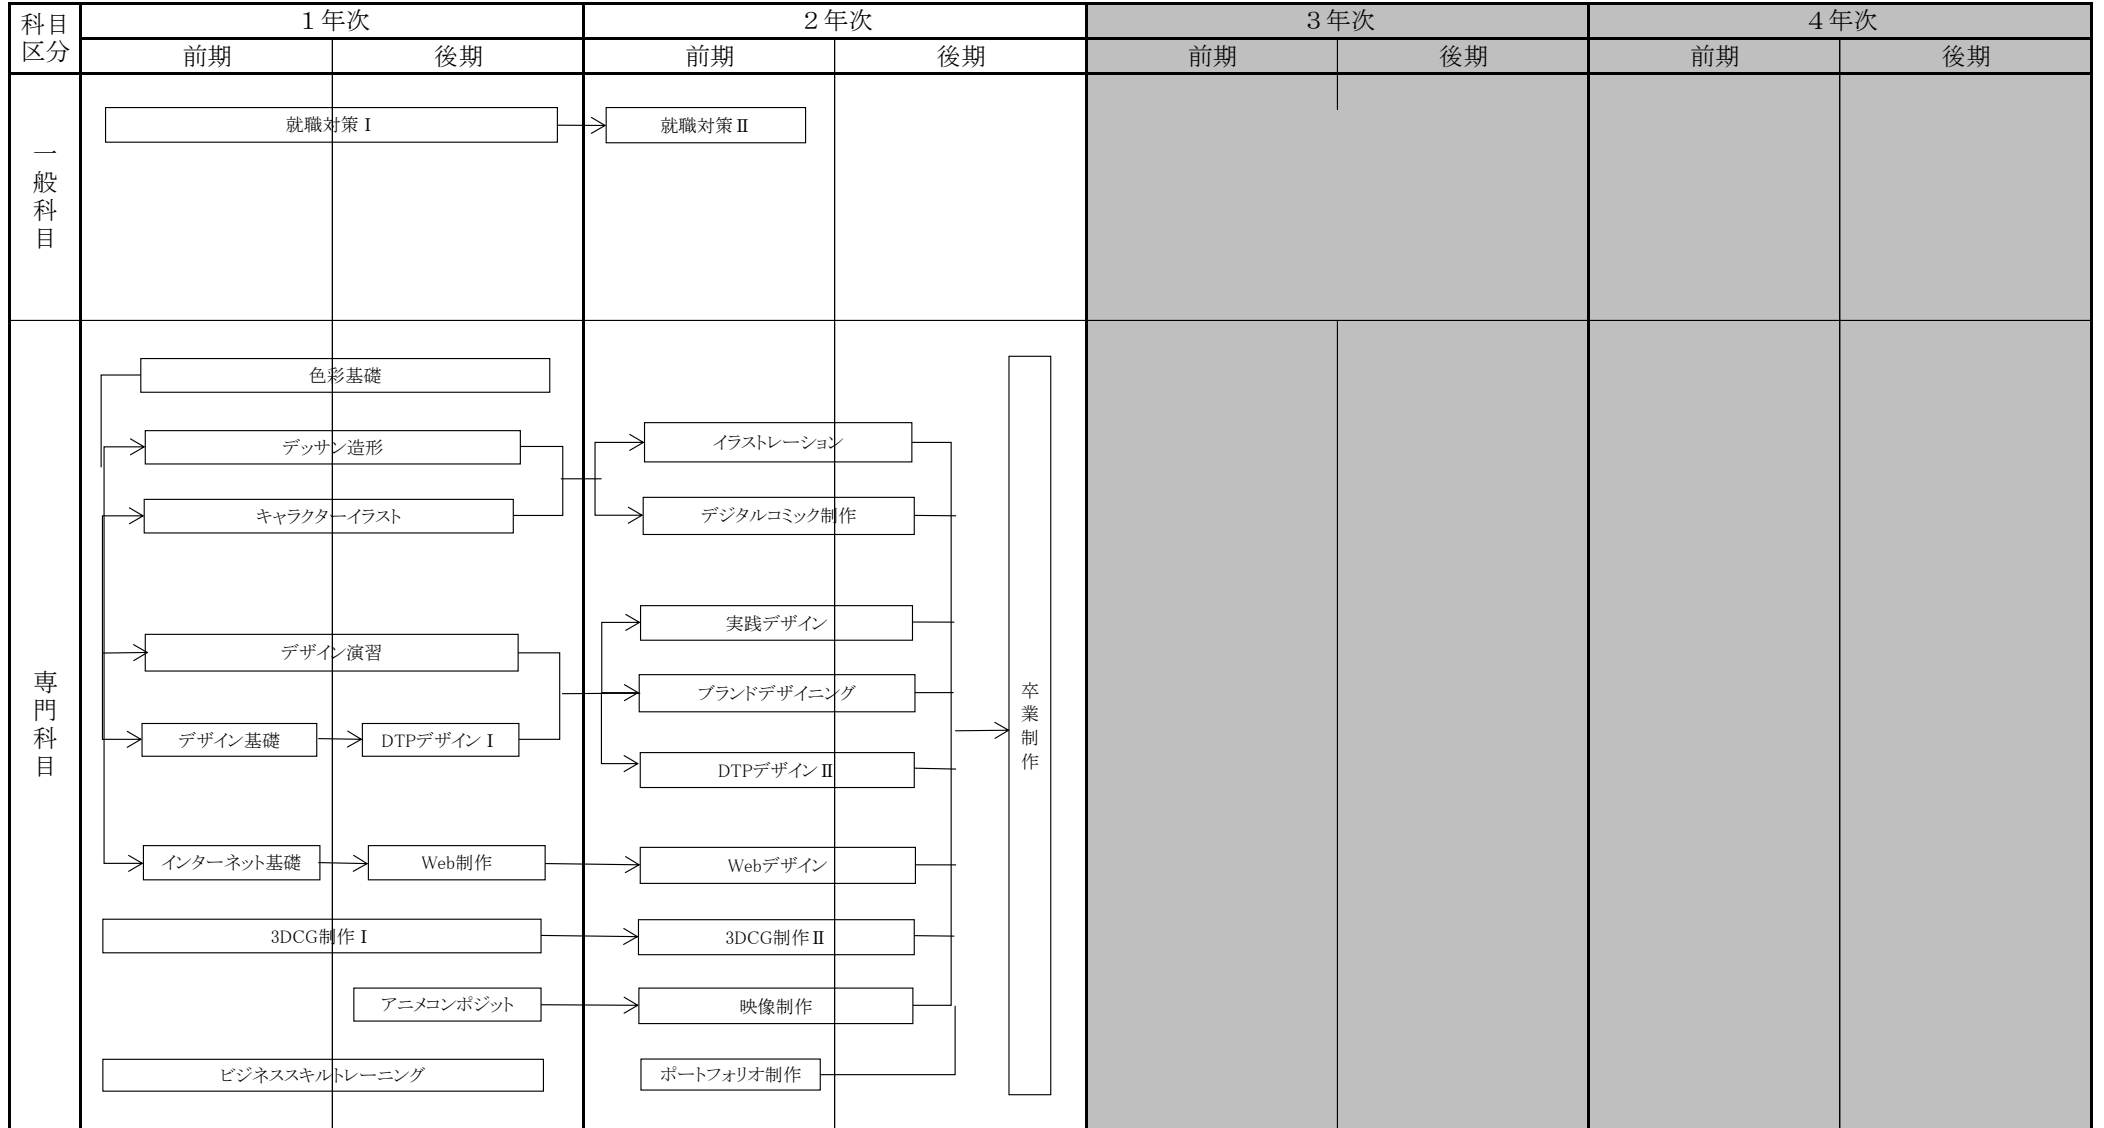 科目
区分
１年次
２年次
３年次
４年次
前期
後期
前期
後期
前期
後期
前期
後期
一般科目
就職対策Ⅰ
就職対策Ⅱ
専門科目
色彩基礎
デッサン造形
イラストレーション
キャラクターイラスト
デジタルコミック制作
実践デザイン
デザイン演習
ブランドデザイニング
デザイン基礎
DTPデザインⅠ
DTPデザインⅡ
卒業制作
インターネット基礎
Web制作
Webデザイン
3DCG制作Ⅰ
3DCG制作Ⅱ
アニメコンポジット
映像制作
ビジネススキルトレーニング
ポートフォリオ制作